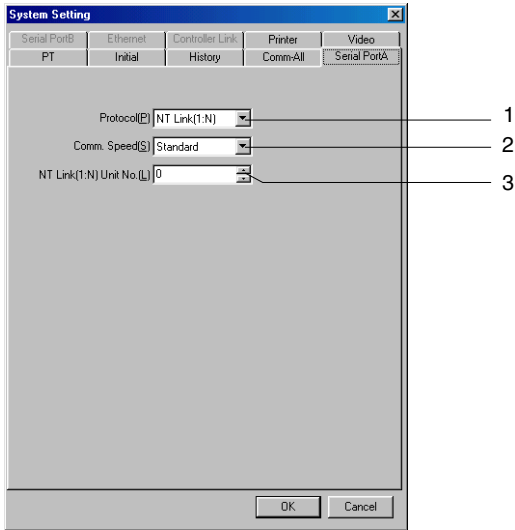 System Setting
Serial PortB Ethernet Controller Link Printer Video
PT Initial History Comm-All Serial PortA
Protocol(P) NT Link(1:N) 1
Comm. Speed(S) Standard 2
NT Link(1:N) Unit No.(L) 0 3
OK Cancel